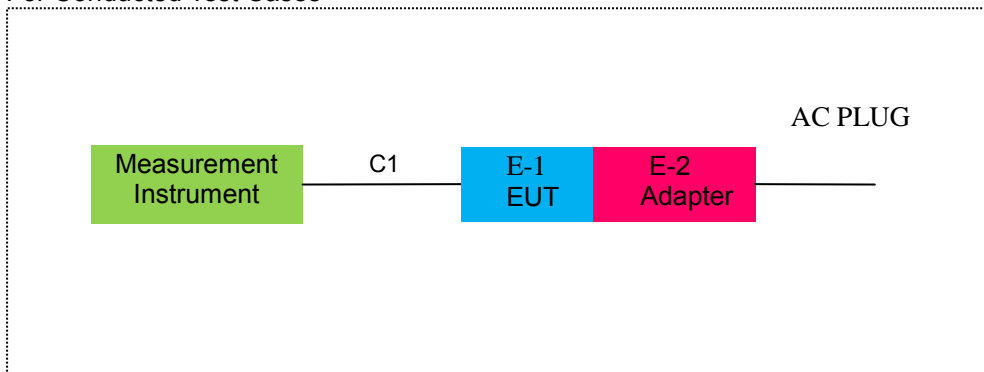 AC PLUG
Measurement
Instrument
C1
E-1
EUT
E-2
Adapter